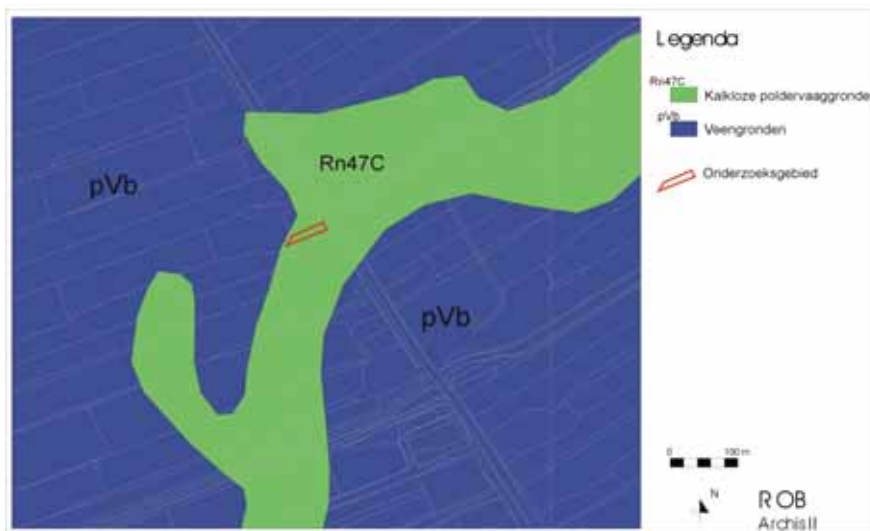 Legenda
Rn47C
Kalkloze poldervaaggronde
pVb
Veengronden
Onderzoeksgebied
Rn47C
pVb
pVb
0 100 m
N
ROB
Archis II